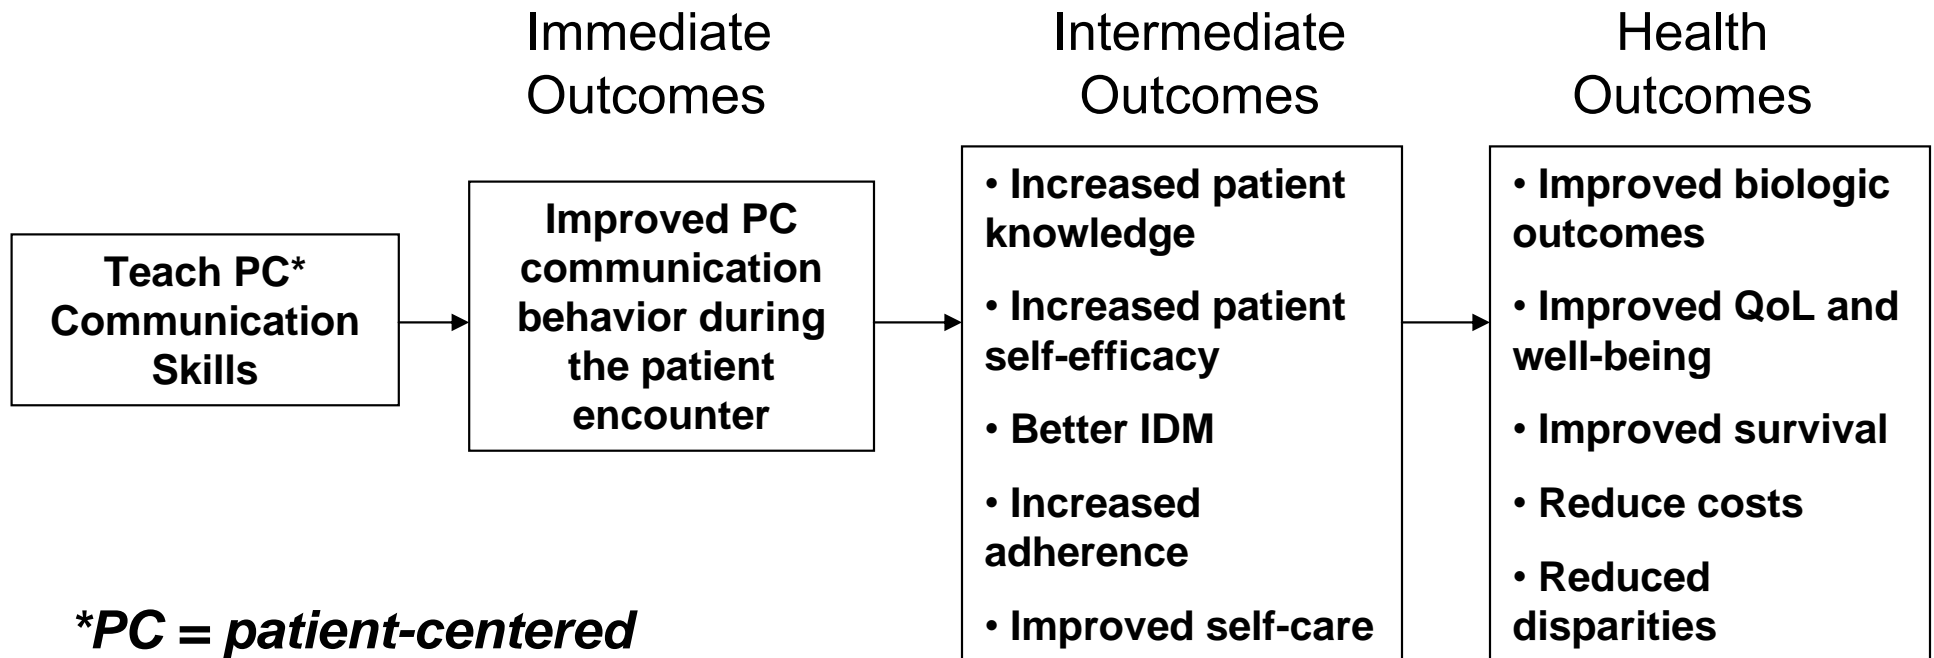 Immediate
Outcomes
Intermediate
Outcomes
Health
Outcomes
Teach PC*
Communication
Skills
Improved PC
communication
behavior during
the patient
encounter
• Increased patient
knowledge
• Increased patient
self-efficacy
• Better IDM
• Increased
adherence
• Improved self-care
• Improved biologic
outcomes
• Improved QoL and
well-being
• Improved survival
• Reduce costs
• Reduced
disparities
*PC = patient-centered